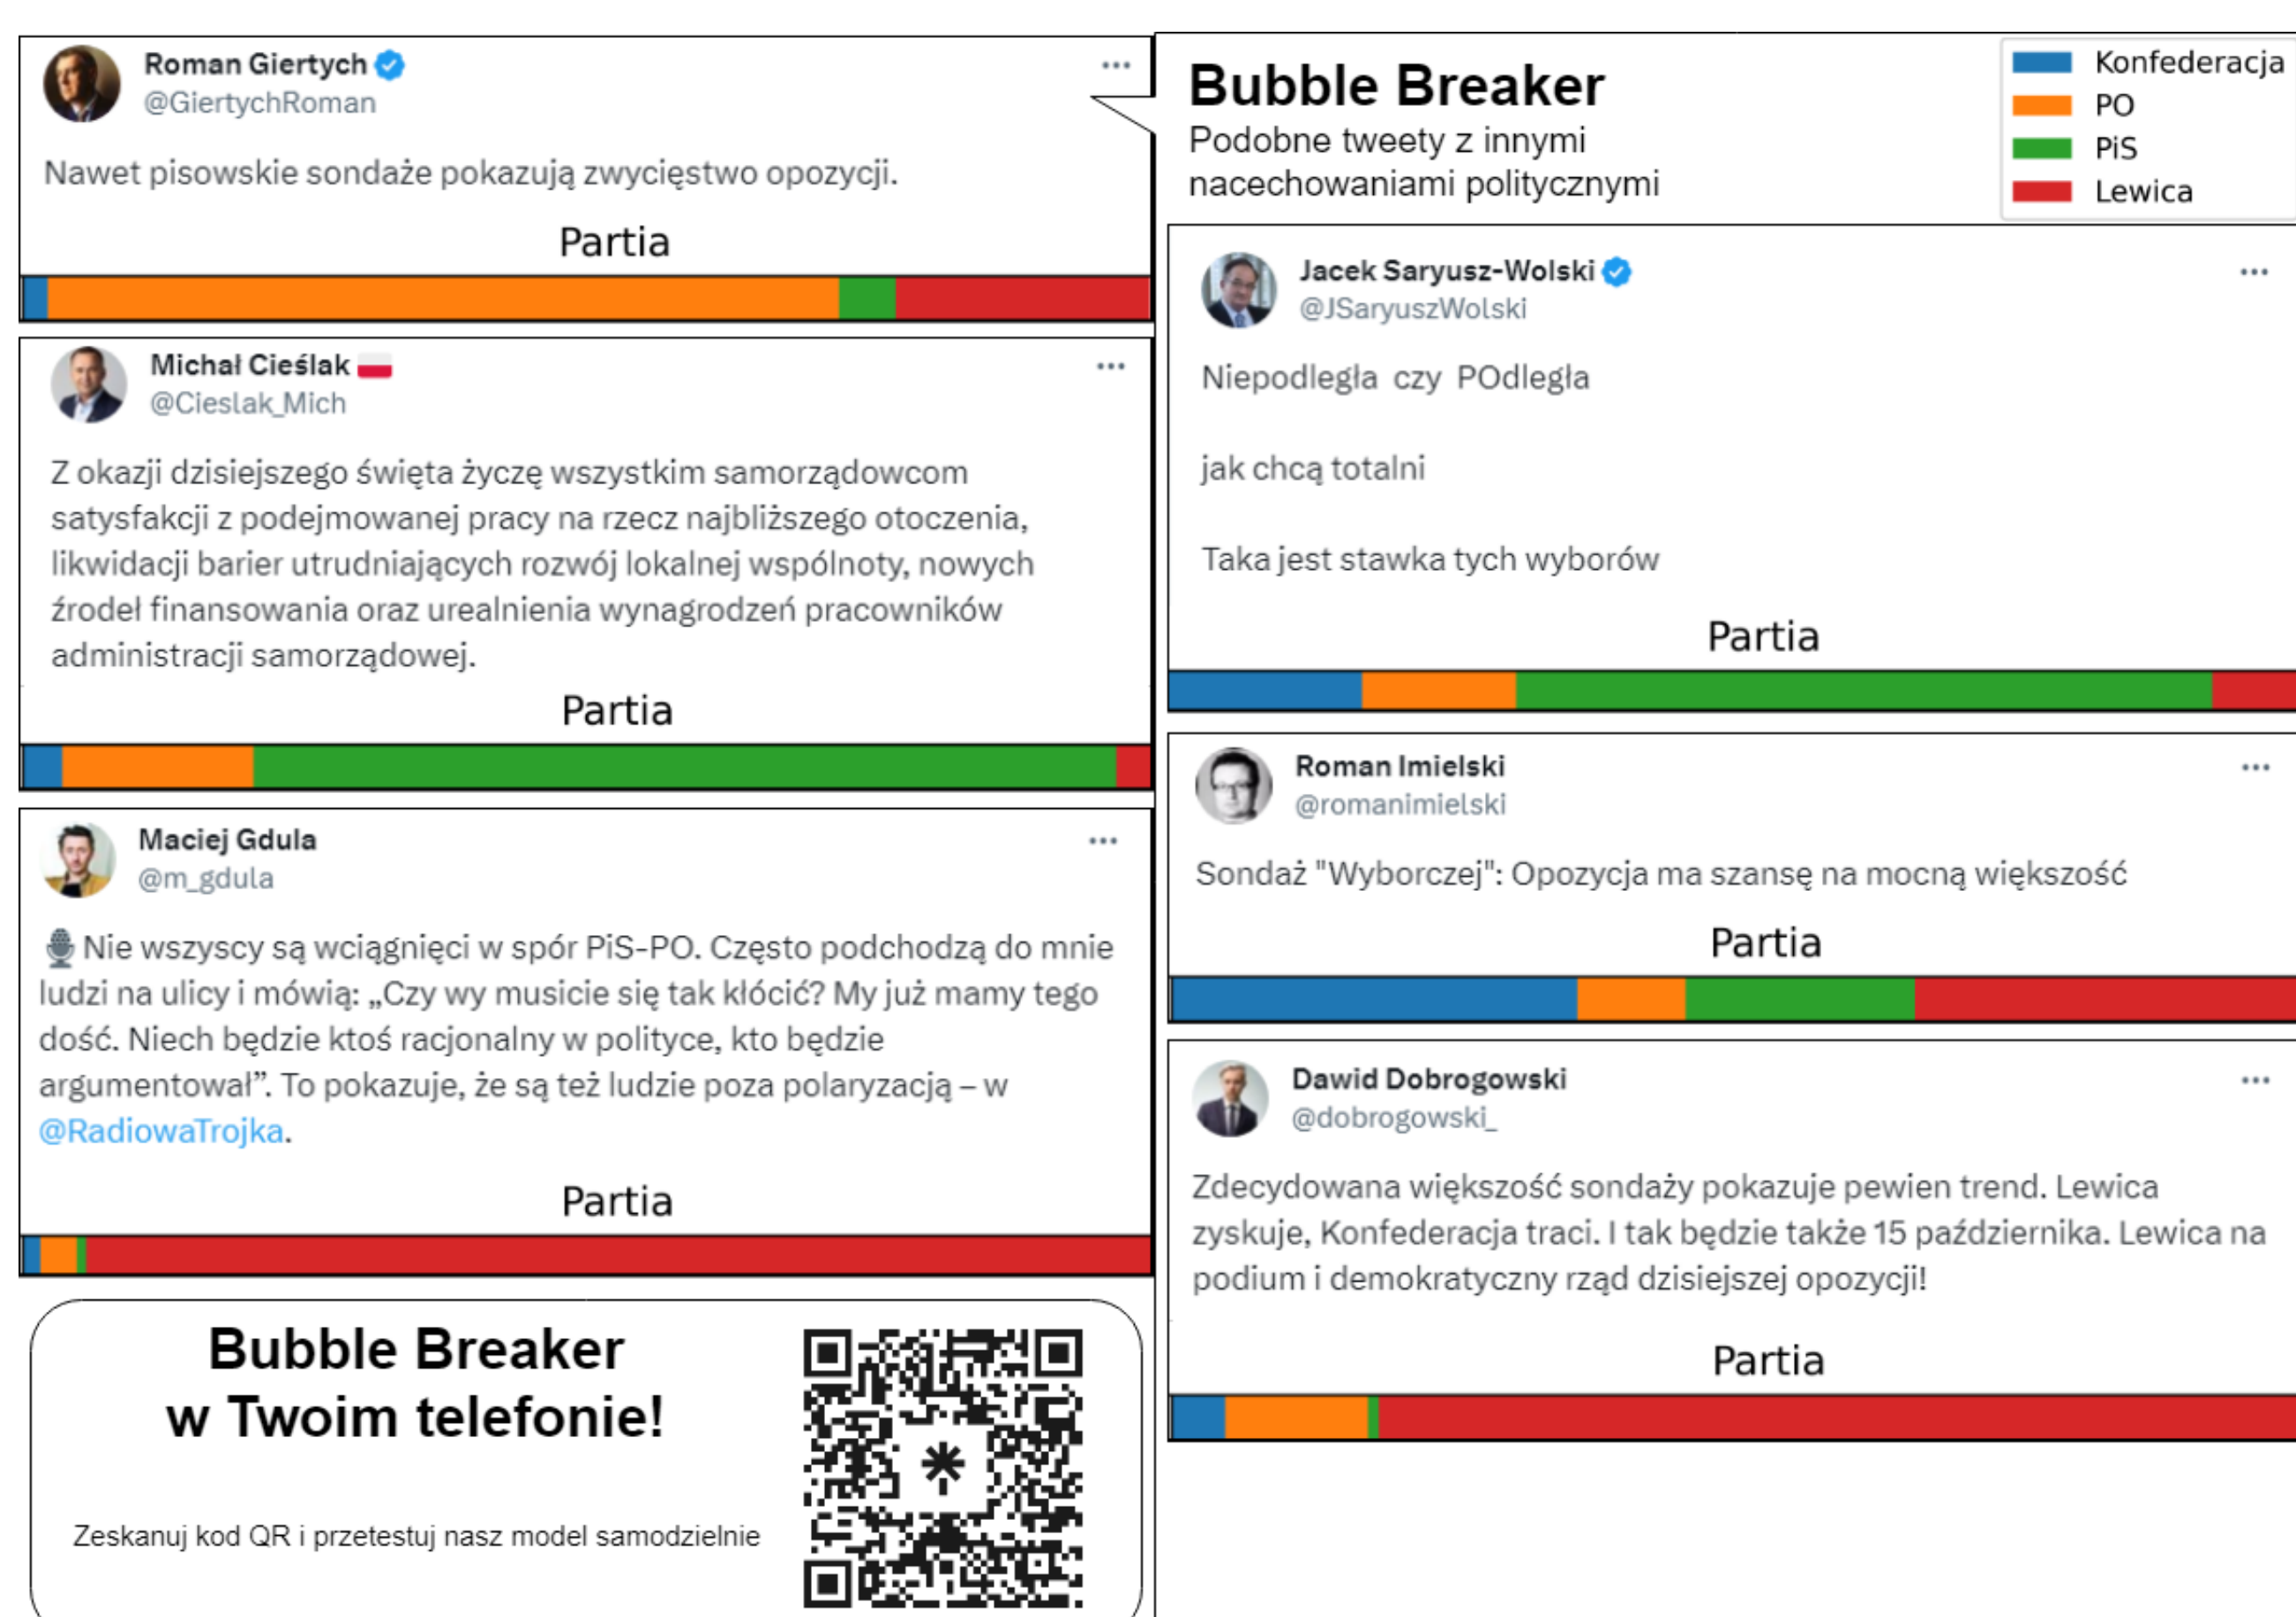 Roman Giertych
@GiertychRoman
Nawet pisowskie sondaże pokazują zwycięstwo opozycji.
Partia
Michał Cieślak
@Cieslak_Mich
Z okazji dzisiejszego święta życzę wszystkim samorządowcom
satysfakcji z podejmowanej pracy na rzecz najbliższego otoczenia,
likwidacji barier utrudniających rozwój lokalnej wspólnoty, nowych
źrodeł finansowania oraz urealnienia wynagrodzeń pracowników
administracji samorządowej.
Partia
Maciej Gdula
@m_gdula
Nie wszyscy są wciągnięci w spór PiS-PO. Często podchodzą do mnie
ludzi na ulicy i mówią: „Czy wy musicie się tak kłócić? My już mamy tego
dość. Niech będzie ktoś racjonalny w polityce, kto będzie
argumentował”. To pokazuje, że są też ludzie poza polaryzacją – w
@RadiowaTrojka.
Partia
Bubble Breaker
w Twoim telefonie!
Zeskanuj kod QR i przetestuj nasz model samodzielnie
Bubble Breaker
Podobne tweety z innymi
nacechowaniami politycznymi
Konfederacja
PO
PiS
Lewica
Jacek Saryusz-Wolski
@JSaryuszWolski
Niepodległa czy POdległa
jak chcą totalni
Taka jest stawka tych wyborów
Partia
Roman Imielski
@romanimielski
Sondaż "Wyborczej": Opozycja ma szansę na mocną większość
Partia
Dawid Dobrogowski
@dobrogowski_
Zdecydowana większość sondaży pokazuje pewien trend. Lewica
zyskuje, Konfederacja traci. I tak będzie także 15 października. Lewica na
podium i demokratyczny rząd dzisiejszej opozycji!
Partia